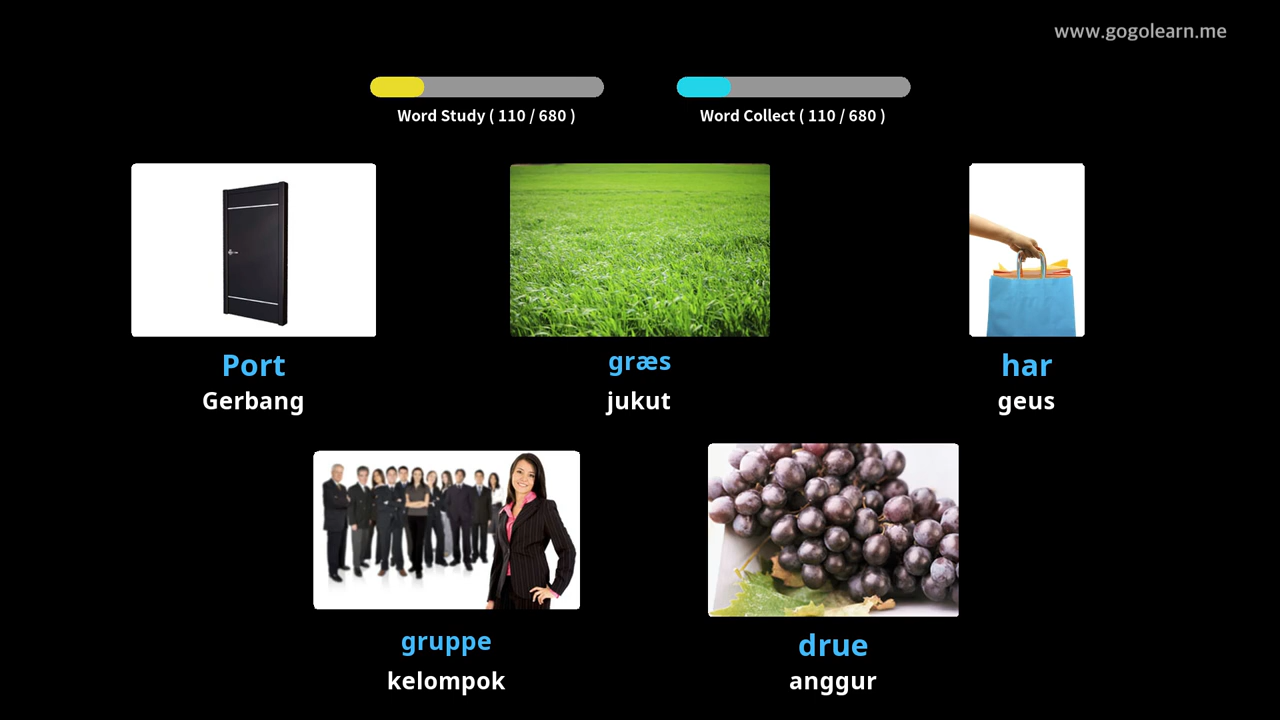 www.gogolearn.me
Word Study ( 110 / 680 )
Word Collect ( 110 / 680 )
Port
Gerbang
græs
jukut
har
geus
gruppe
kelompok
drue
anggur